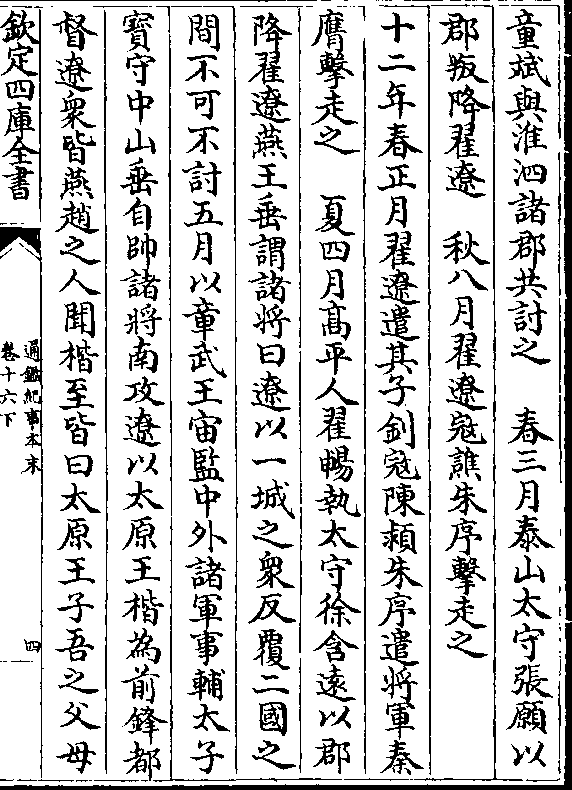 童斌與淮泗諸郡共討之　春三月泰山太守張願以
郡叛降翟遼　秋八月翟遼寇譙朱序擊走之
十二年春正月翟遼遣其子釗寇陳潁朱序遣將軍秦
膺擊走之　夏四月高平人翟暢執太守徐含遠以郡
降翟遼燕王垂謂諸將曰遼以一城之衆反覆二國之
間不可不討五月以章武王宙監中外諸軍事輔太子
寳守中山垂自帥諸將南攻遼以太原王楷為前鋒都
督遼衆皆燕趙之人聞楷至皆曰太原王子吾之父母
欽定四庫全書
通鑑紀事本末
卷十六下
四